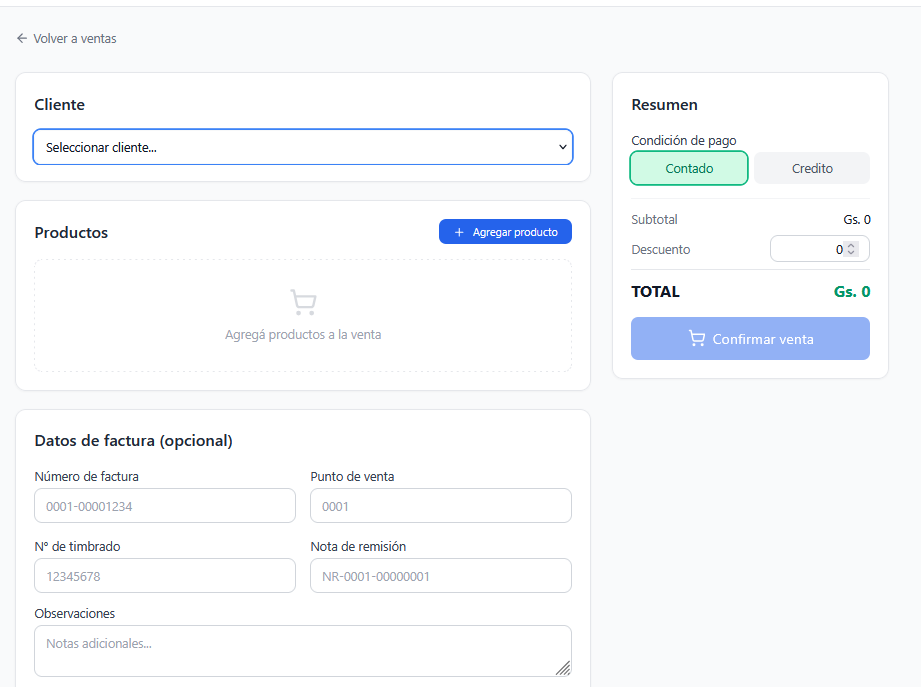 Volver a ventas
Cliente
Seleccionar cliente...
Productos
Agregar producto
Agregá productos a la venta
Datos de factura (opcional)
Número de factura
Punto de venta
0001-00001234
0001
N° de timbrado
Nota de remisión
12345678
NR-0001-00000001
Observaciones
Notas adicionales...
Resumen
Condición de pago
Contado
Credito
Subtotal
Gs. 0
Descuento
0
TOTAL
Gs. 0
Confirmar venta